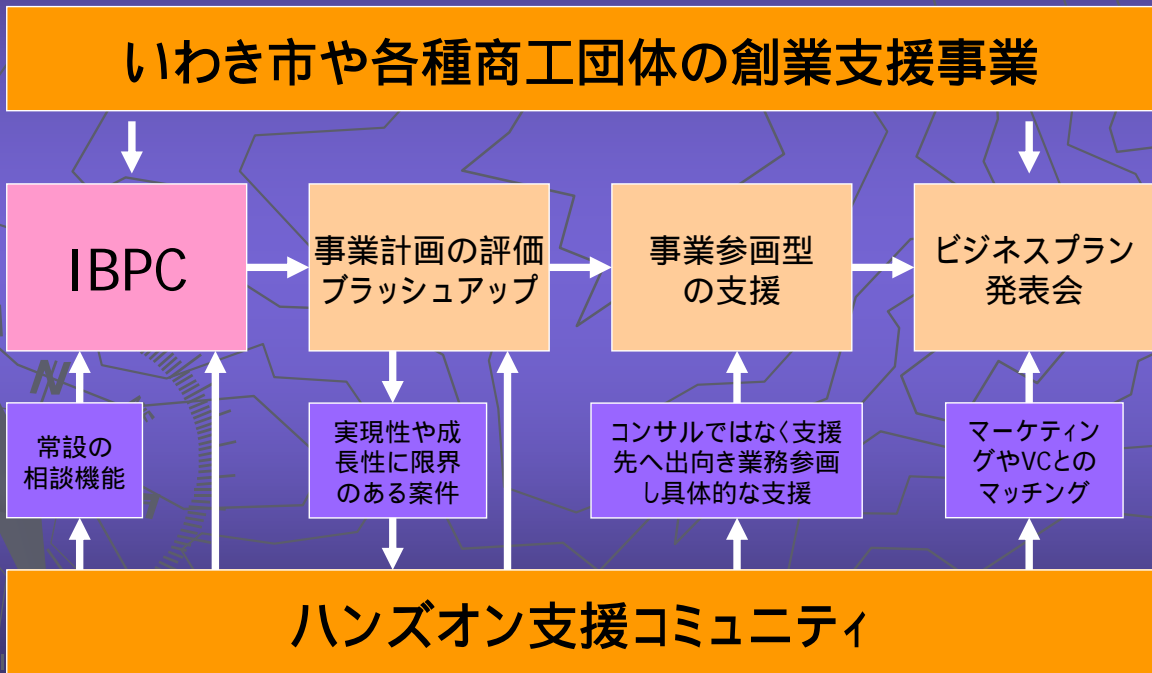 いわき市や各種商工団体の創業支援事業
IBPC
事業計画の評価
ブラッシュアップ
事業参画型
の支援
ビジネスプラン
発表会
N
常設の
相談機能
実現性や成
長性に限界
のある案件
コンサルではなく支援
先へ出向き業務参画
し具体的な支援
マーケティン
グやVCとの
マッチング
ハンズオン支援コミュニティ